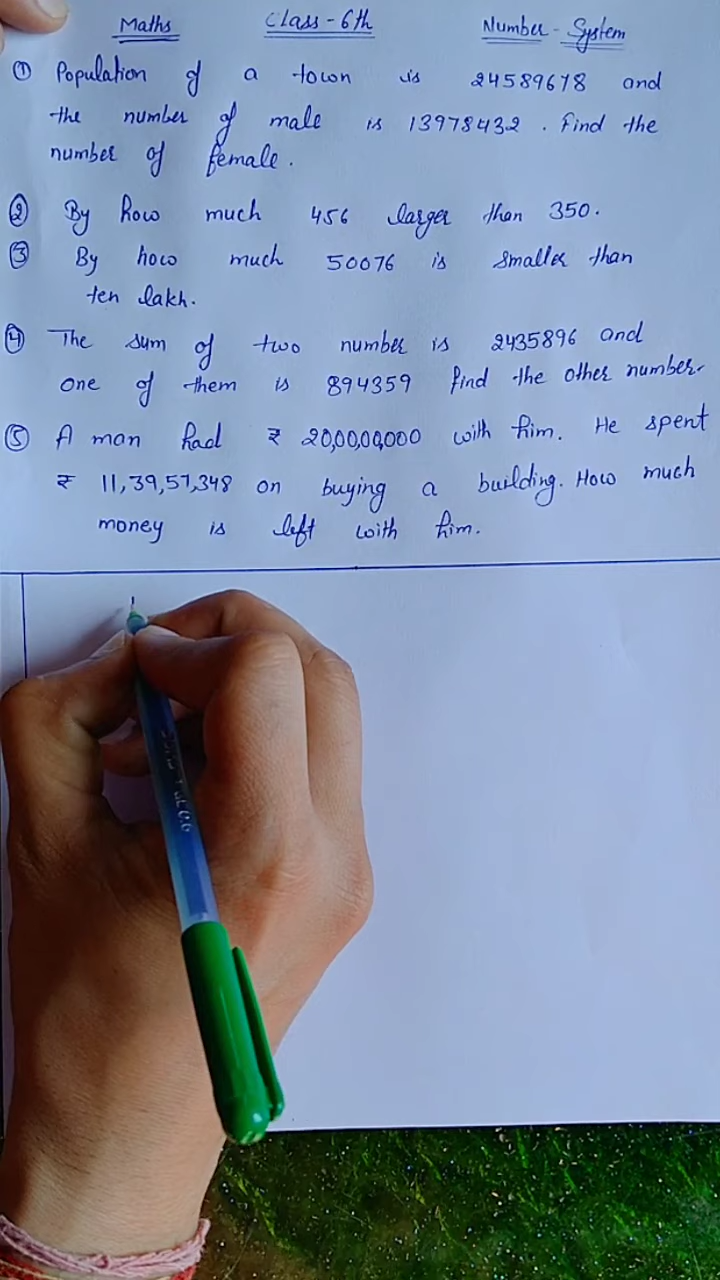 Maths Class-6th Number-System
① Population of a town is 24589678 and
the number of male is 13978432. Find the
number of female.
② By how much 456 larger than 350.
③ By how much 50076 is smaller than
ten lakh.
④ The sum of two number is 2435896 and
one of them is 894359 find the other number.
⑤ A man had ₹ 20,00,00,000 with him. He spent
₹ 11,39,57,348 on buying a building. How much
money is left with him.